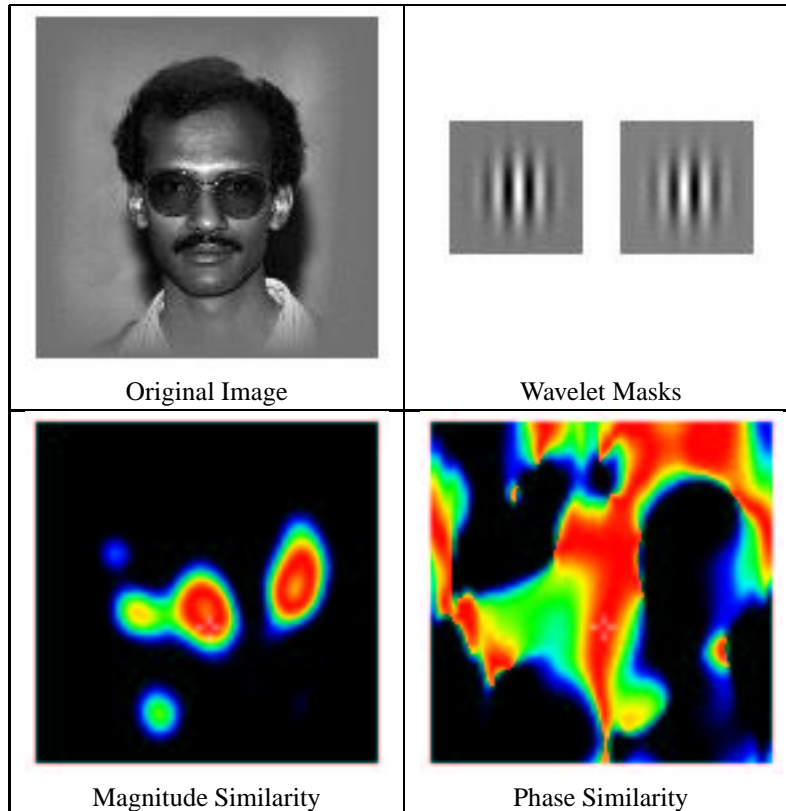 Original Image
Wavelet Masks
Magnitude Similarity
Phase Similarity